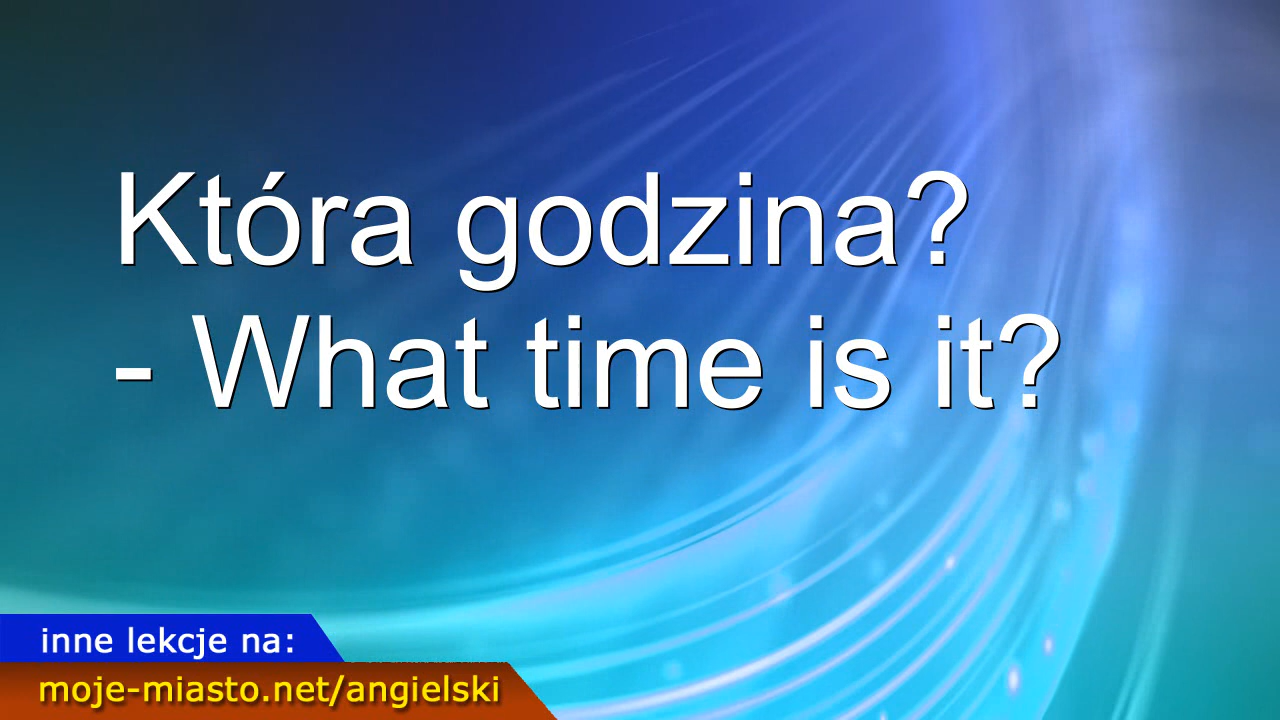 Która godzina?
- What time is it?
inne lekcje na:
moje-miasto.net/angielski